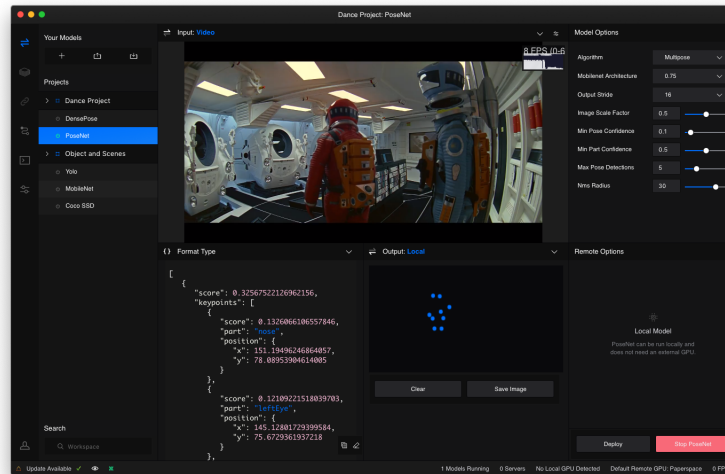 Dance Project: PoseNet
Your Models
Projects
Dance Project
DensePose
PoseNet
Object and Scenes
Yolo
MobileNet
Coco SSD
Search
Workspace
Input: Video
8 FPS (0-6
{} Format Type
[
{
"score": 0.32567522126962156,
"keypoints": [
{
"score": 0.1326066106557846,
"part": "nose",
"position": {
"x": 151.19496246864057,
"y": 78.08953904614005
}
},
{
"score": 0.12109221518039703,
"part": "leftEye",
"position": {
"x": 145.12801729399584,
"y": 75.6729361937218
}
},
Output: Local
Clear
Save Image
Model Options
Algorithm
Multipose
Mobilenet Architecture
0.75
Output Stride
16
Image Scale Factor
0.5
Min Pose Confidence
0.1
Min Part Confidence
0.5
Max Pose Detections
5
Nms Radius
30
Remote Options
Local Model
PoseNet can be run locally and
does not need an external GPU.
Deploy
Stop PoseNet
Update Available
1 Models Running
0 Servers
No Local GPU Detected
Default Remote GPU: Paperspace
0 FP